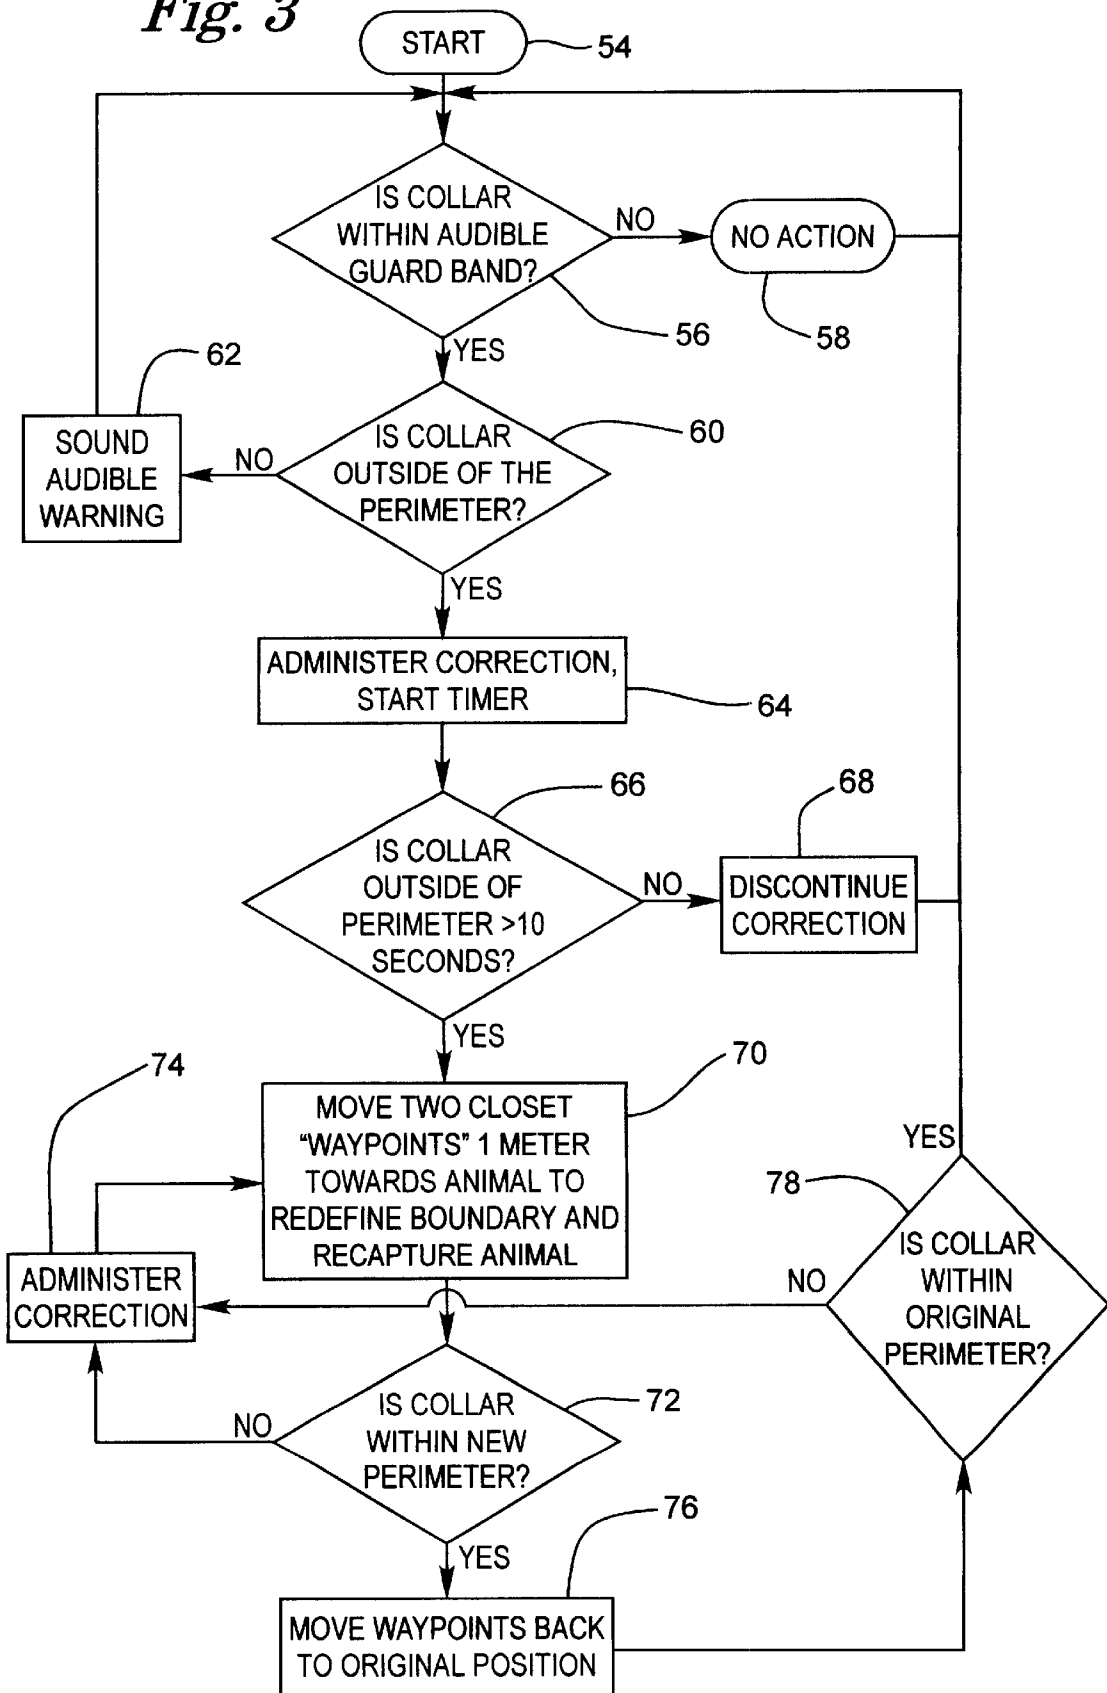 Fig. 3
START
54
IS COLLAR
WITHIN AUDIBLE
GUARD BAND?
NO
NO ACTION
56
58
YES
62
SOUND
AUDIBLE
WARNING
NO
IS COLLAR
OUTSIDE OF THE
PERIMETER?
60
YES
ADMINISTER CORRECTION,
START TIMER
64
66
68
IS COLLAR
OUTSIDE OF
PERIMETER >10
SECONDS?
NO
DISCONTINUE
CORRECTION
YES
70
74
MOVE TWO CLOSET
“WAYPOINTS” 1 METER
TOWARDS ANIMAL TO
REDEFINE BOUNDARY AND
RECAPTURE ANIMAL
YES
78
IS COLLAR
WITHIN
ORIGINAL
PERIMETER?
NO
ADMINISTER
CORRECTION
NO
IS COLLAR
WITHIN NEW
PERIMETER?
72
76
YES
MOVE WAYPOINTS BACK
TO ORIGINAL POSITION